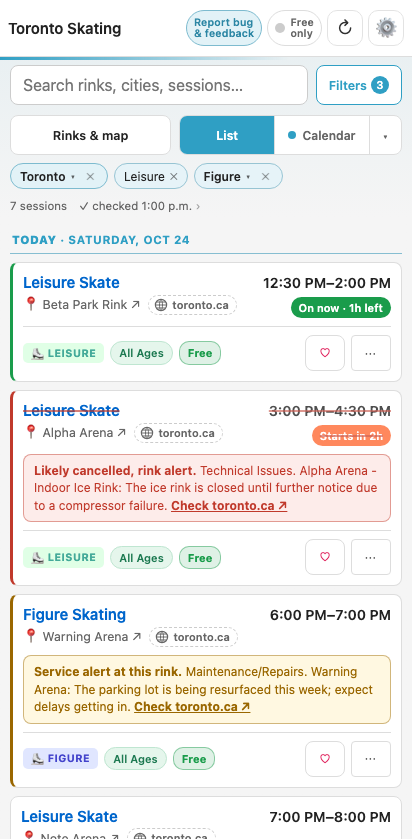 Toronto Skating
Report bug
& feedback
Free
only
Search rinks, cities, sessions...
Filters 3
Rinks & map
List
Calendar
Toronto
Leisure
Figure
7 sessions ✓ checked 1:00 p.m. ›
TODAY · SATURDAY, OCT 24
Leisure Skate 12:30 PM–2:00 PM
Beta Park Rink ↗ toronto.ca On now · 1h left
LEISURE All Ages Free
Leisure Skate 3:00 PM–4:30 PM
Alpha Arena ↗ toronto.ca Starts in 2h
Likely cancelled, rink alert. Technical Issues. Alpha Arena -
Indoor Ice Rink: The ice rink is closed until further notice due
to a compressor failure. Check toronto.ca ↗
LEISURE All Ages Free
Figure Skating 6:00 PM–7:00 PM
Warning Arena ↗ toronto.ca
Service alert at this rink. Maintenance/Repairs. Warning
Arena: The parking lot is being resurfaced this week; expect
delays getting in. Check toronto.ca ↗
FIGURE All Ages Free
Leisure Skate 7:00 PM–8:00 PM
Note Arena ↗ toronto.ca